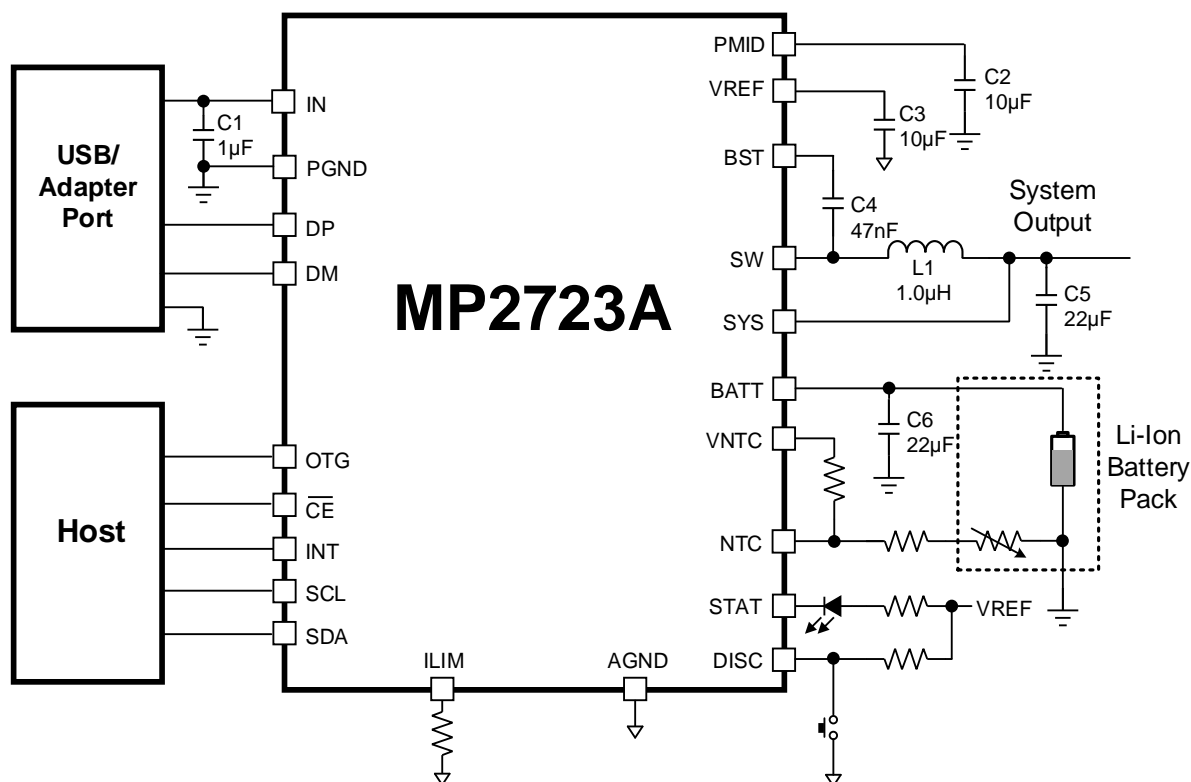 USB/
Adapter
Port
C1
1µF
IN
PGND
DP
DM
MP2723A
PMID
VREF
BST
SW
SYS
BATT
VNTC
NTC
STAT
DISC
C2
10µF
C3
10µF
C4
47nF
L1
1.0µH
System
Output
C5
22µF
C6
22µF
Li-Ion
Battery
Pack
VREF
Host
OTG
CE
INT
SCL
SDA
ILIM
AGND